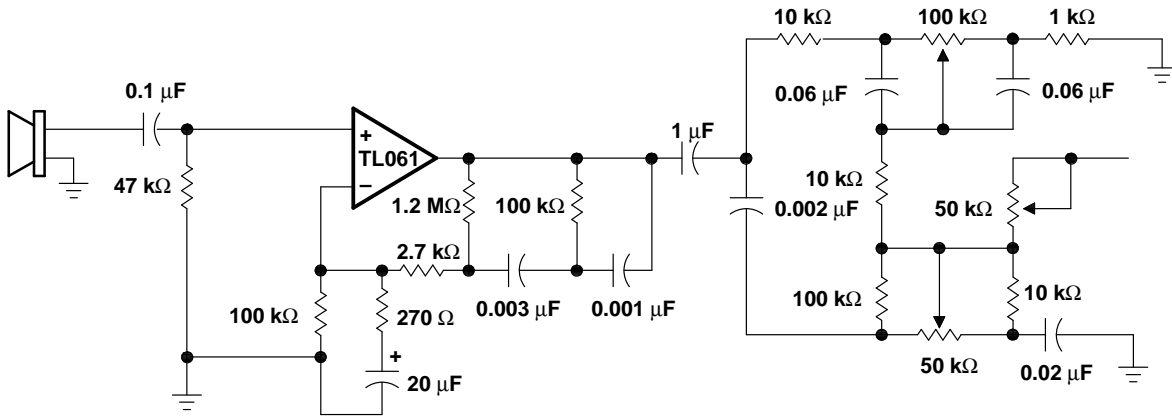 10 kΩ
100 kΩ
1 kΩ
0.06 μF
0.06 μF
0.1 μF
1 μF
+
TL061
−
47 kΩ
1.2 MΩ
100 kΩ
10 kΩ
0.002 μF
50 kΩ
2.7 kΩ
0.003 μF
0.001 μF
100 kΩ
270 Ω
+
20 μF
100 kΩ
10 kΩ
50 kΩ
0.02 μF